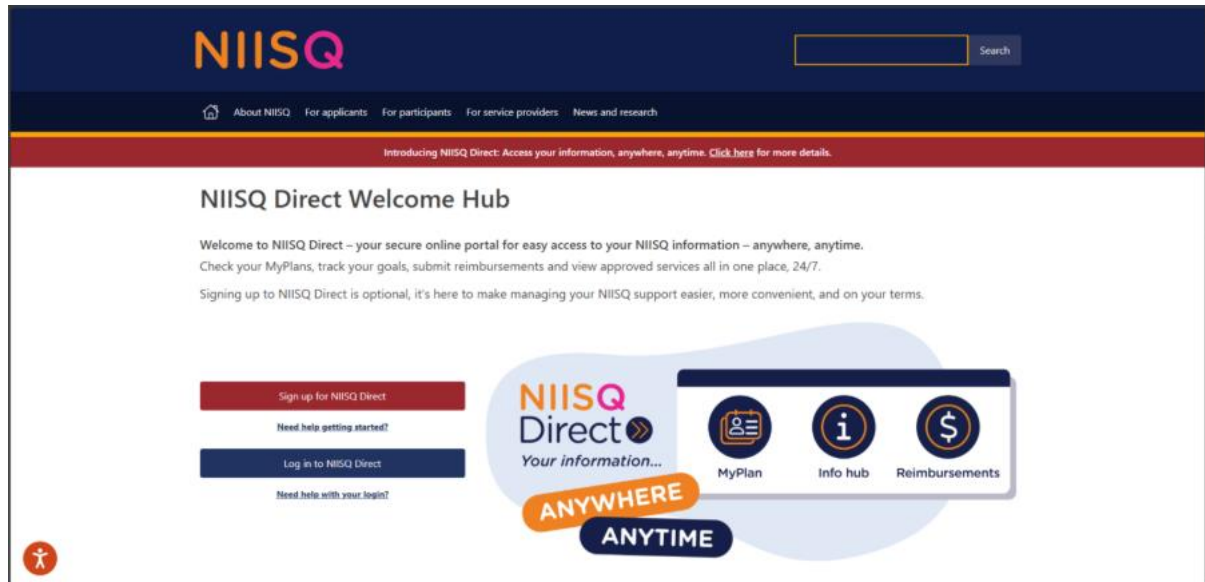 NIISQ
Search
About NIISQ For applicants For participants For service providers News and research
Introducing NIISQ Direct: Access your information, anywhere, anytime. Click here for more details.
NIISQ Direct Welcome Hub
Welcome to NIISQ Direct – your secure online portal for easy access to your NIISQ information – anywhere, anytime.
Check your MyPlans, track your goals, submit reimbursements and view approved services all in one place, 24/7.
Signing up to NIISQ Direct is optional, it's here to make managing your NIISQ support easier, more convenient, and on your terms.
Sign up for NIISQ Direct
Need help getting started?
Log in to NIISQ Direct
Need help with your login?
NIISQ
Direct
Your information...
ANYWHERE
ANYTIME
MyPlan Info hub Reimbursements